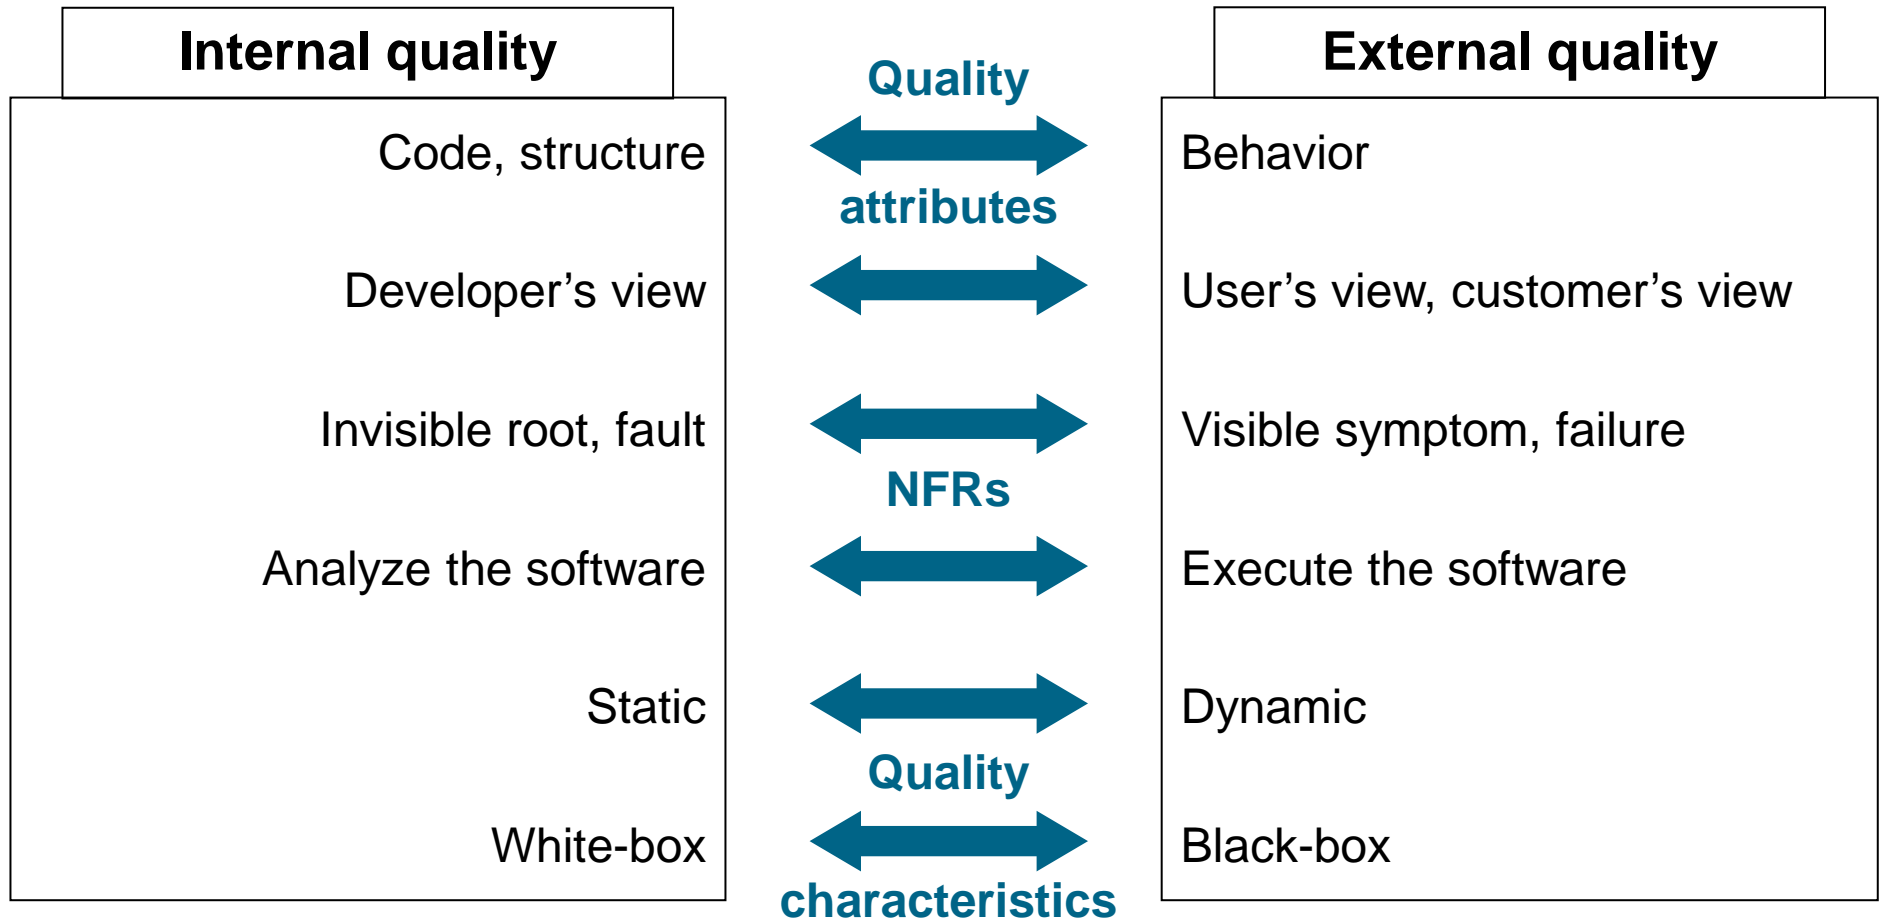 Internal quality
Code, structure
Developer’s view
Invisible root, fault
Analyze the software
Static
White-box
Quality
attributes
NFRs
Quality
characteristics
External quality
Behavior
User’s view, customer’s view
Visible symptom, failure
Execute the software
Dynamic
Black-box